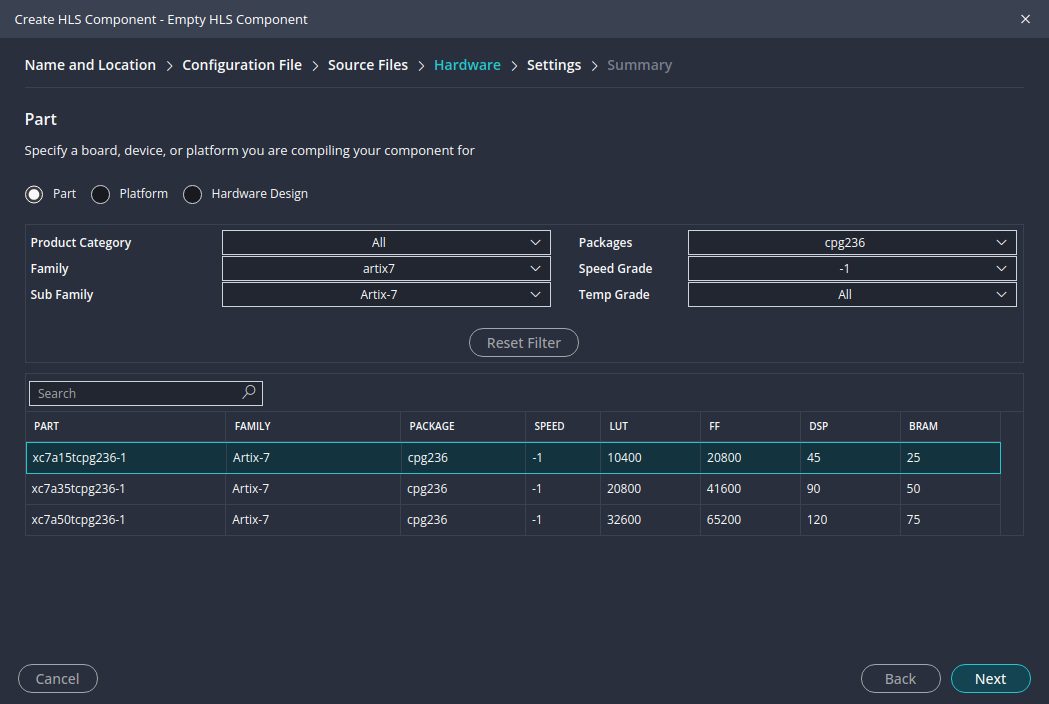 Create HLS Component - Empty HLS Component
Name and Location > Configuration File > Source Files > Hardware > Settings > Summary
Part
Specify a board, device, or platform you are compiling your component for
Part Platform Hardware Design
Product Category All Packages cpg236
Family artix7 Speed Grade -1
Sub Family Artix-7 Temp Grade All
Reset Filter
Search
PART FAMILY PACKAGE SPEED LUT FF DSP BRAM
xc7a15tcpg236-1 Artix-7 cpg236 -1 10400 20800 45 25
xc7a35tcpg236-1 Artix-7 cpg236 -1 20800 41600 90 50
xc7a50tcpg236-1 Artix-7 cpg236 -1 32600 65200 120 75
Cancel Back Next